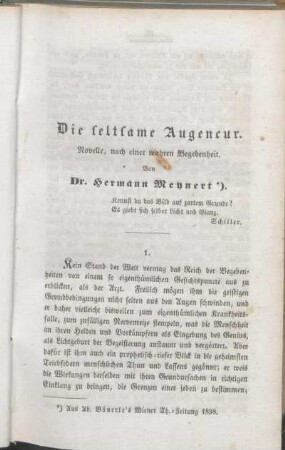 Die seltsame Augencur.
Novelle, nach einer wahren Begebenheit.
Von
Dr. Hermann Meynert *).
Kennst du das Bild auf zartem Grunde?
Es giebt sich selber Licht und Glanz.
Schiller.
1.
Kein Stand der Welt vermag das Reich der Begeben-
heiten von einem so eigenthümlichen Gesichtspunkte aus zu
erblicken, als der Arzt. Freilich mögen ihm die geistigen
Grundbedingungen nicht selten aus den Augen schwinden, und
er daher vielleicht bisweilen zum eigenthümlichen Krankheits-
falle, zum zufälligen Nervenreize stempeln, was die Menschheit
an ihren Helden und Vorkämpfern als Eingebung des Genius,
als Lichtgeburt der Begeisterung anstaunt und vergöttert. Aber
dafür ist ihm auch ein prophetisch-tiefer Blick in die geheimsten
Triebfedern menschlichen Thun und Lassens gegönnt; er weiß
die Wirkungen derselben mit ihren Grundursachen in richtigen
Einklang zu bringen, die Grenzen eines jeden zu bestimmen;
*) Aus Ad. Bäuerle's Wiener Th.-Zeitung 1838.